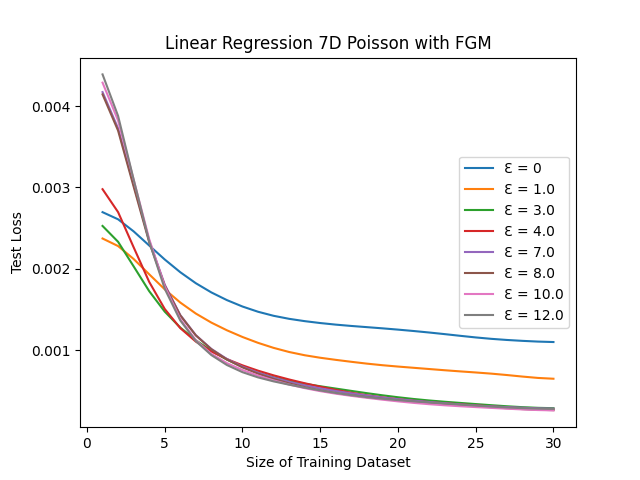 Linear Regression 7D Poisson with FGM
Test Loss
0.004
0.003
0.002
0.001
Ɛ = 0
Ɛ = 1.0
Ɛ = 3.0
Ɛ = 4.0
Ɛ = 7.0
Ɛ = 8.0
Ɛ = 10.0
Ɛ = 12.0
0 5 10 15 20 25 30
Size of Training Dataset